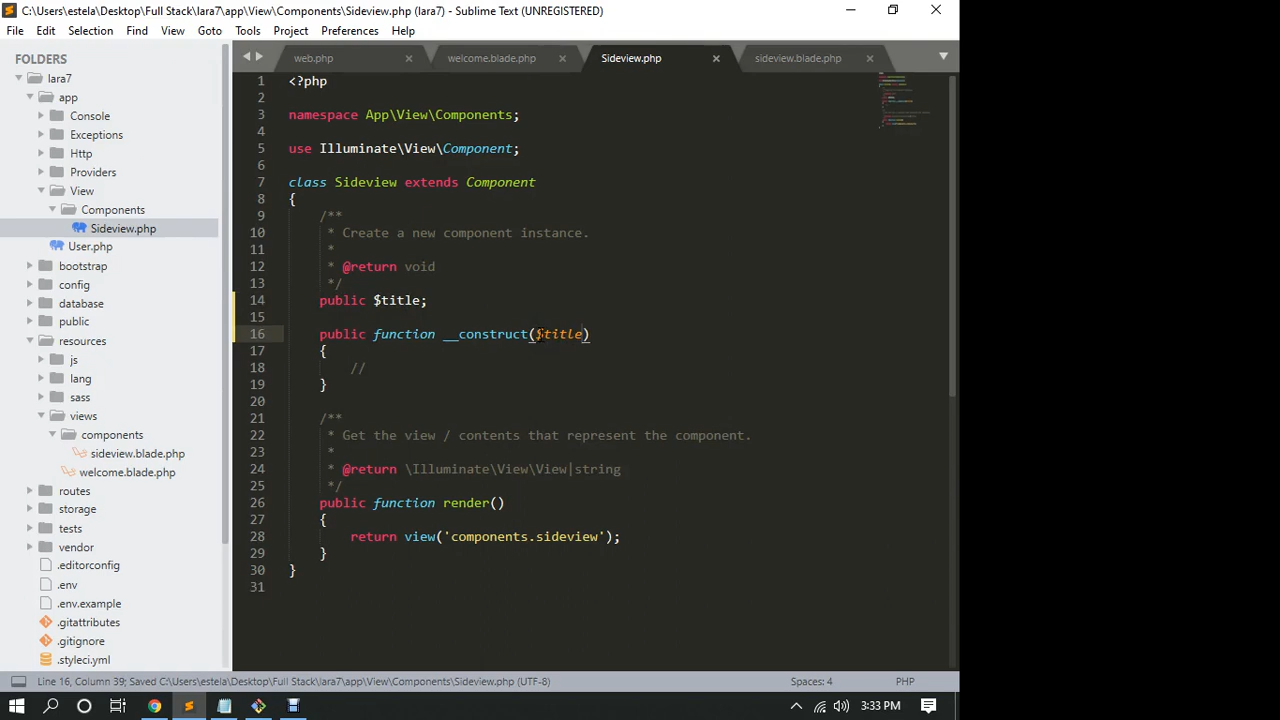 C:\Users\estela\Desktop\Full Stack\lara7\app\View\Components\Sideview.php (lara7) - Sublime Text (UNREGISTERED)
File Edit Selection Find View Goto Tools Project Preferences Help
FOLDERS
lara7
app
Console
Exceptions
Http
Providers
View
Components
Sideview.php
User.php
bootstrap
config
database
public
resources
js
lang
sass
views
components
sideview.blade.php
welcome.blade.php
routes
storage
tests
vendor
.editorconfig
.env
.env.example
.gitattributes
.gitignore
.styleci.yml
web.php welcome.blade.php Sideview.php sideview.blade.php
1 <?php
2
3 namespace App\View\Components;
4
5 use Illuminate\View\Component;
6
7 class Sideview extends Component
8 {
9 /**
10 * Create a new component instance.
11 *
12 * @return void
13 */
14 public $title;
15
16 public function __construct($title)
17 {
18 //
19 }
20
21 /**
22 * Get the view / contents that represent the component.
23 *
24 * @return \Illuminate\View\View|string
25 */
26 public function render()
27 {
28 return view('components.sideview');
29 }
30 }
31
Line 16, Column 39; Saved C:\Users\estela\Desktop\Full Stack\lara7\app\View\Components\Sideview.php (UTF-8) Spaces: 4 PHP
3:33 PM